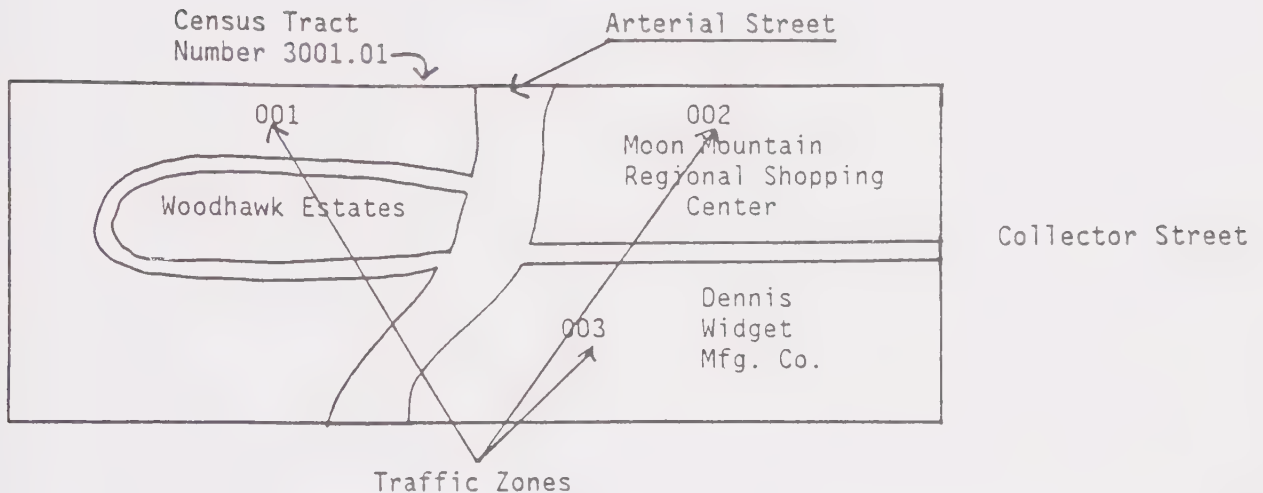 Census Tract
Number 3001.01
Arterial Street
001
002
Moon Mountain
Regional Shopping
Center
Woodhawk Estates
Collector Street
Dennis
Widget
Mfg. Co.
003
Traffic Zones